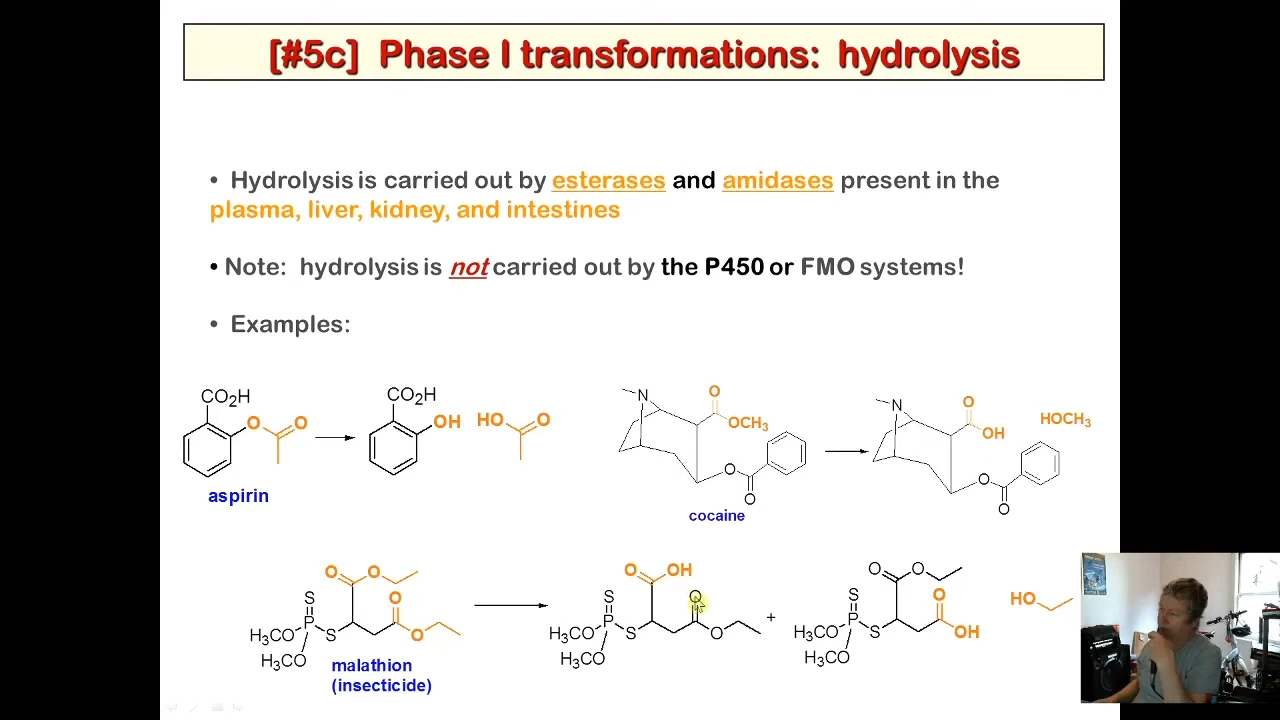 [#5c] Phase I transformations: hydrolysis
• Hydrolysis is carried out by esterases and amidases present in the
plasma, liver, kidney, and intestines
• Note: hydrolysis is not carried out by the P450 or FMO systems!
• Examples:
CO2H
O
O
CO2H
OH
HO
O
aspirin
N
O
OCH3
O
O
cocaine
N
O
OH
HOCH3
O
O
O
O
S
O
H3CO
P
S
O
H3CO
malathion
(insecticide)
O
OH
S
O
H3CO
P
S
O
H3CO
+
O
O
S
O
H3CO
P
S
OH
H3CO
HO